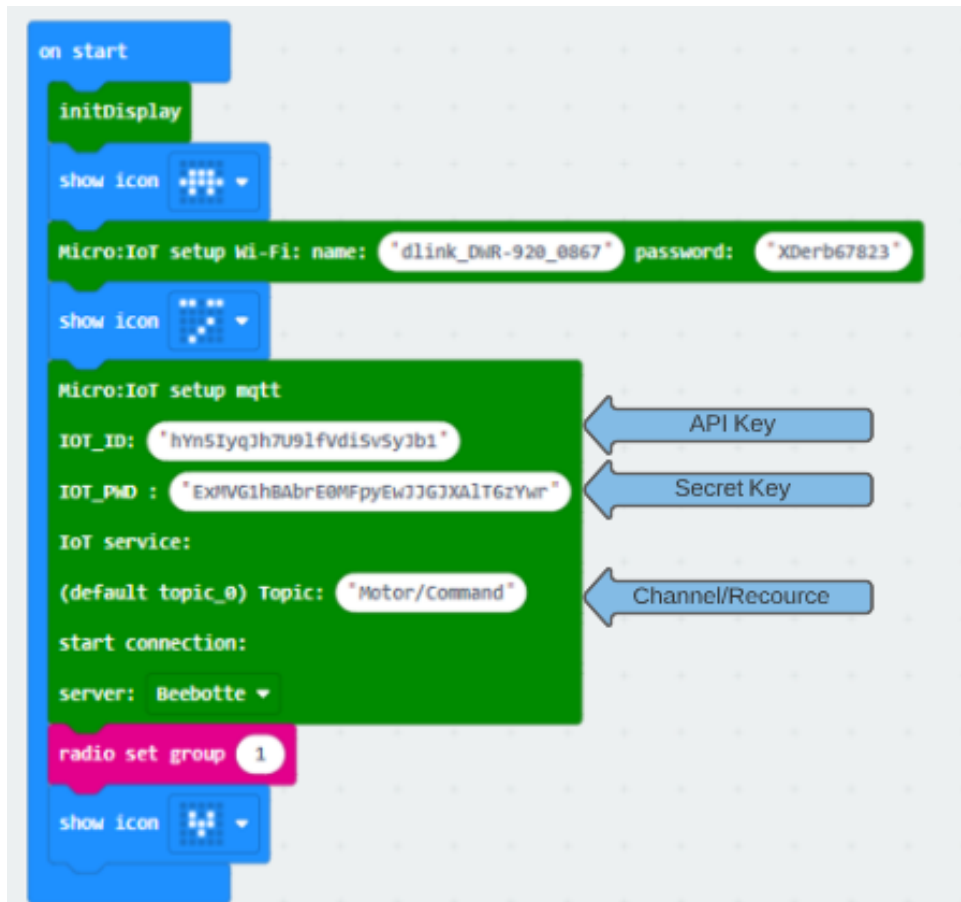 on start
initDisplay
show icon
Micro:IoT setup Wi-Fi: name: "dlink_DWR-920_0867" password: "XDerb67823"
show icon
Micro:IoT setup mqtt
IOT_ID: "hYn5IyqJh7U9lfVdiSvSyJb1"
API Key
IOT_PWD : "ExMVG1hBAbrE0MFpyEwJJGJXAlT6zYwr"
Secret Key
IoT service:
(default topic_0) Topic: "Motor/Command"
Channel/Recource
start connection:
server: Beebotte
radio set group 1
show icon